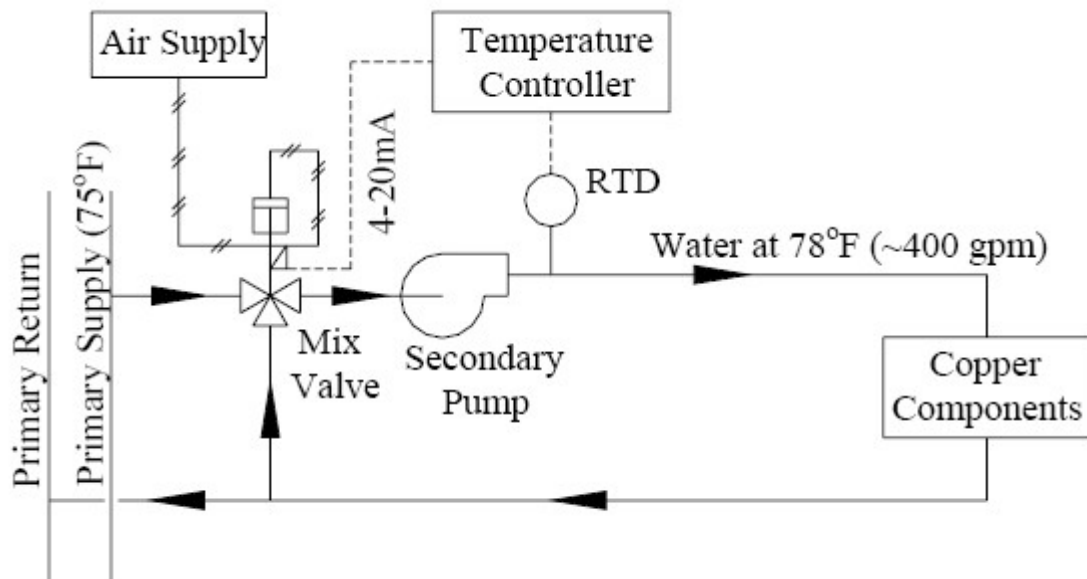 Air Supply
Temperature
Controller
4-20mA
RTD
Primary Return
Primary Supply (75°F)
Water at 78°F (~400 gpm)
Mix
Valve
Secondary
Pump
Copper
Components